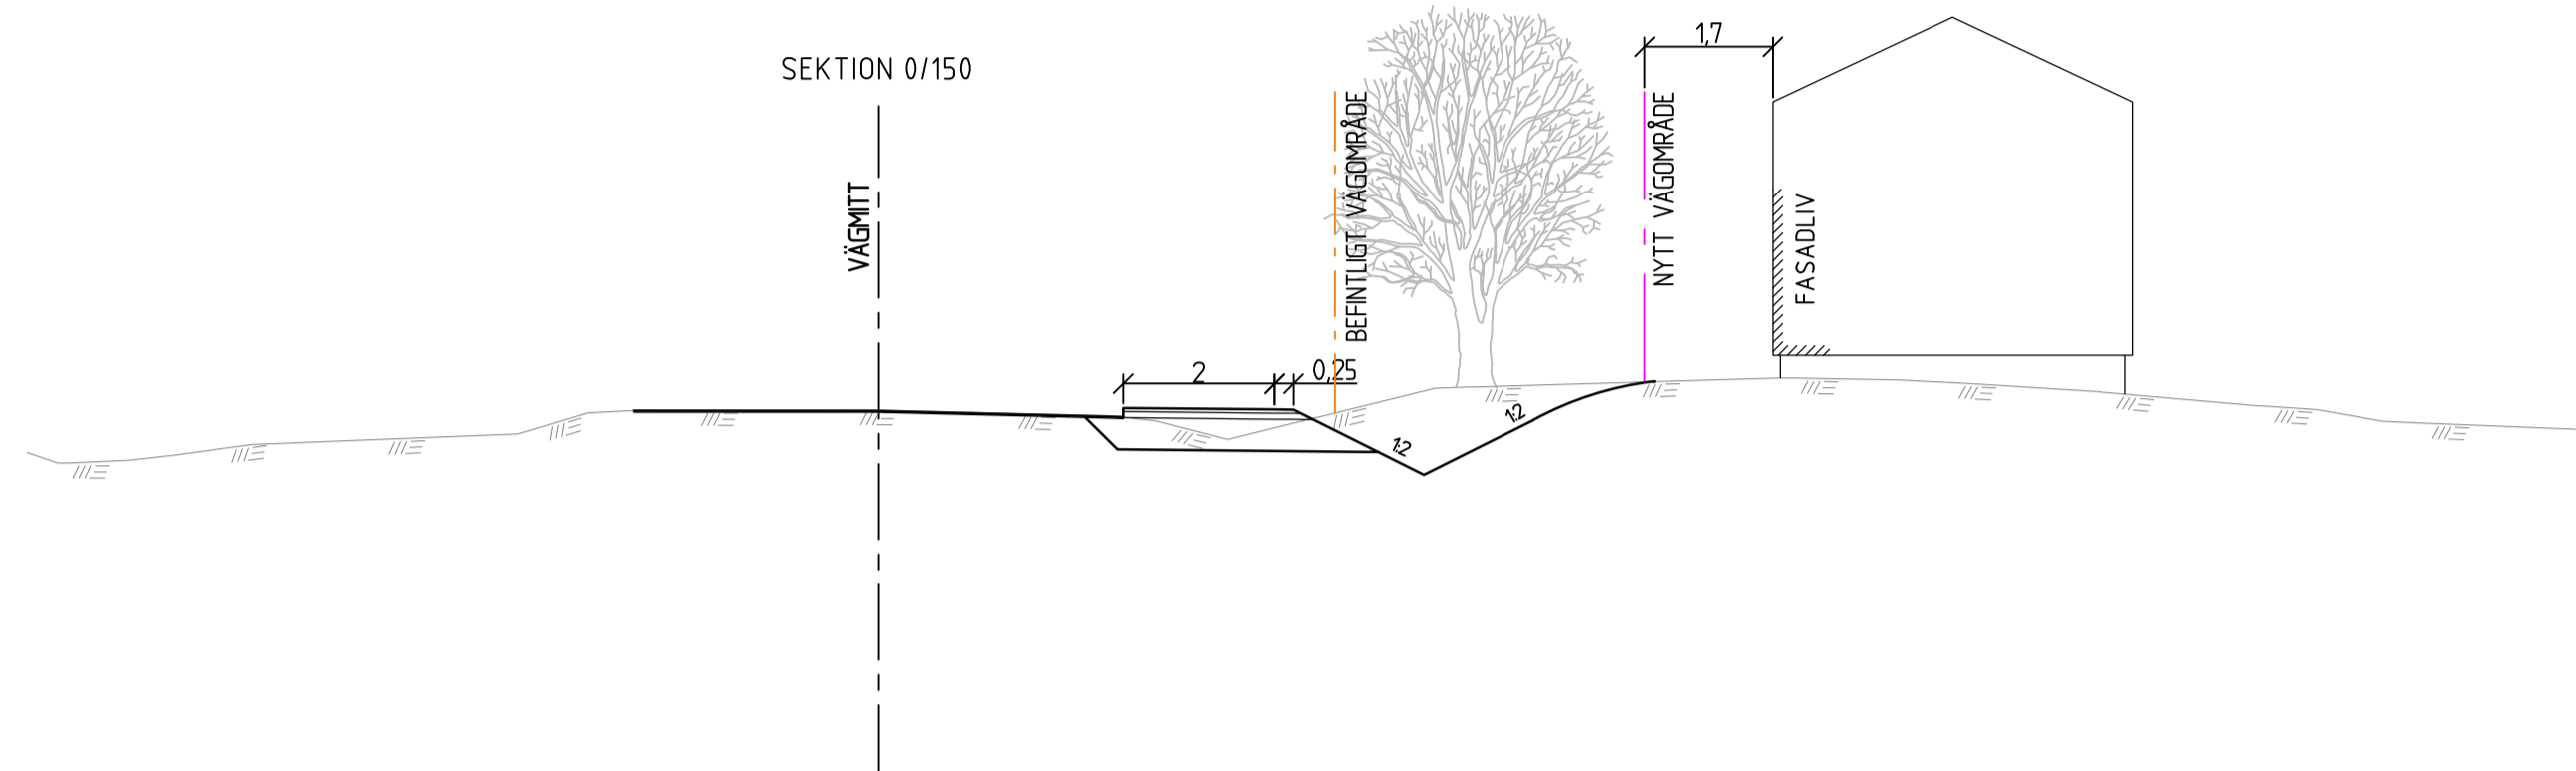 SEKTION 0/150
VÄGMITT
BEFINTLIGT VÄGOMRÅDE
NYTT VÄGOMRÅDE
1,7
FASADLIV
2
0,25
1:2
1:2